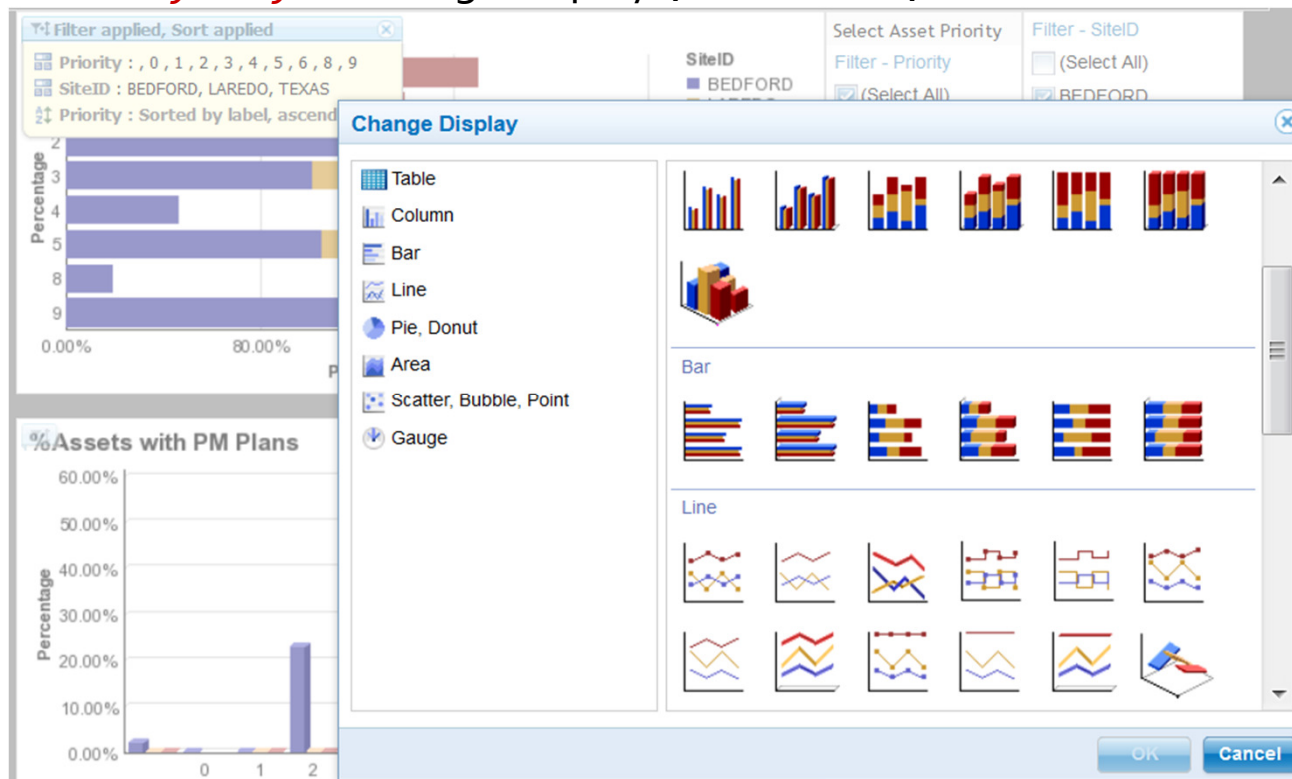 Filter applied, Sort applied
Priority : , 0 , 1 , 2 , 3 , 4 , 5 , 6 , 8 , 9
SiteID : BEDFORD, LAREDO, TEXAS
Priority : Sorted by label, ascend
SiteID
BEDFORD
Select Asset Priority
Filter - Priority
(Select All)
Filter - SiteID
(Select All)
BEDFORD
Percentage
2
3
4
5
8
9
0.00% 80.00%
P
Change Display
Table
Column
Bar
Line
Pie, Donut
Area
Scatter, Bubble, Point
Gauge
Bar
Line
OK Cancel
%Assets with PM Plans
Percentage
60.00%
50.00%
40.00%
30.00%
20.00%
10.00%
0.00%
0 1 2